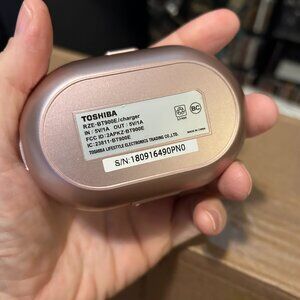 TOSHIBA
RZE-BT900E/charger
IN : 5V/1A OUT : 5V/1A
FCC ID : 2APKZ-BT900E
IC: 23811-BT900E
TOSHIBA LIFESTYLE ELECTRONICS TRADING CO.,LTD.
BC
S/N: 180916490PN0